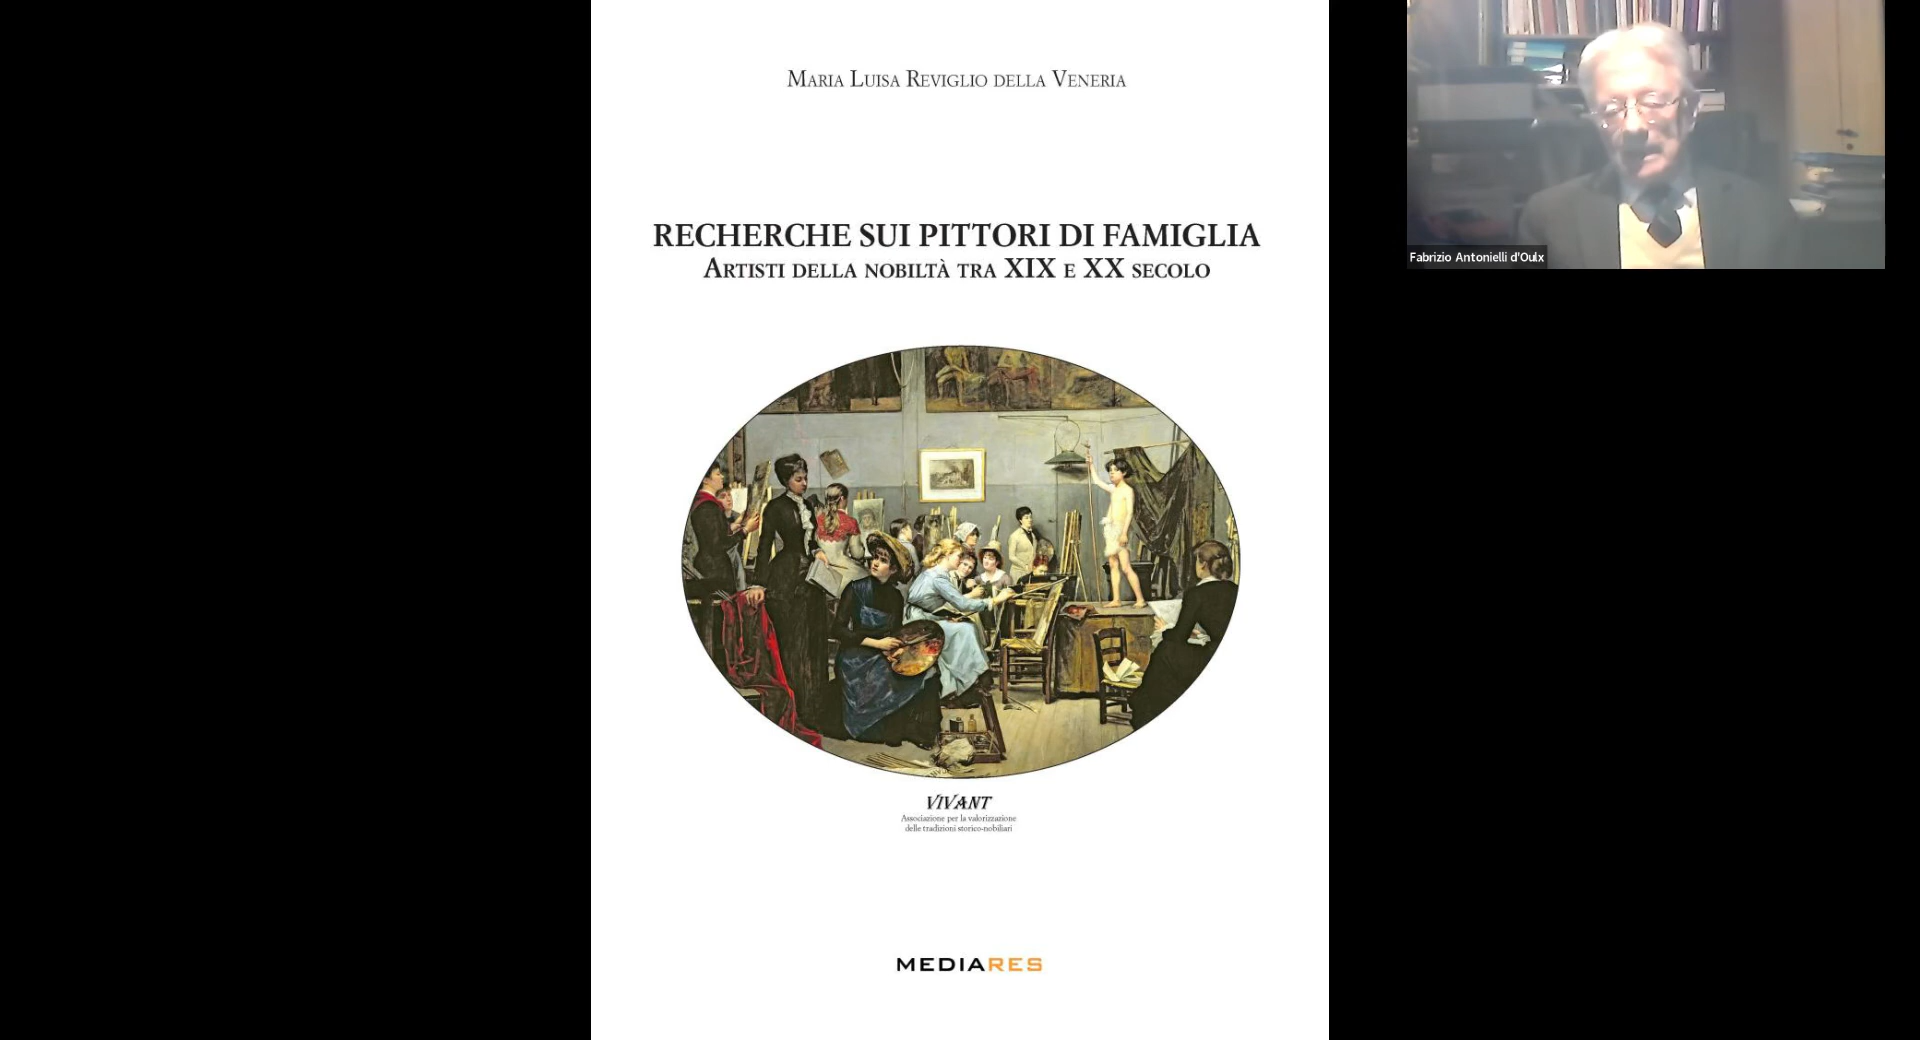 Maria Luisa Reviglio della Veneria
RECHERCHE SUI PITTORI DI FAMIGLIA
Artisti della nobiltà tra XIX e XX secolo
VIVANT
Associazione per la valorizzazione
delle tradizioni storico-nobiliari
MEDIARES
Fabrizio Antonielli d'Oulx